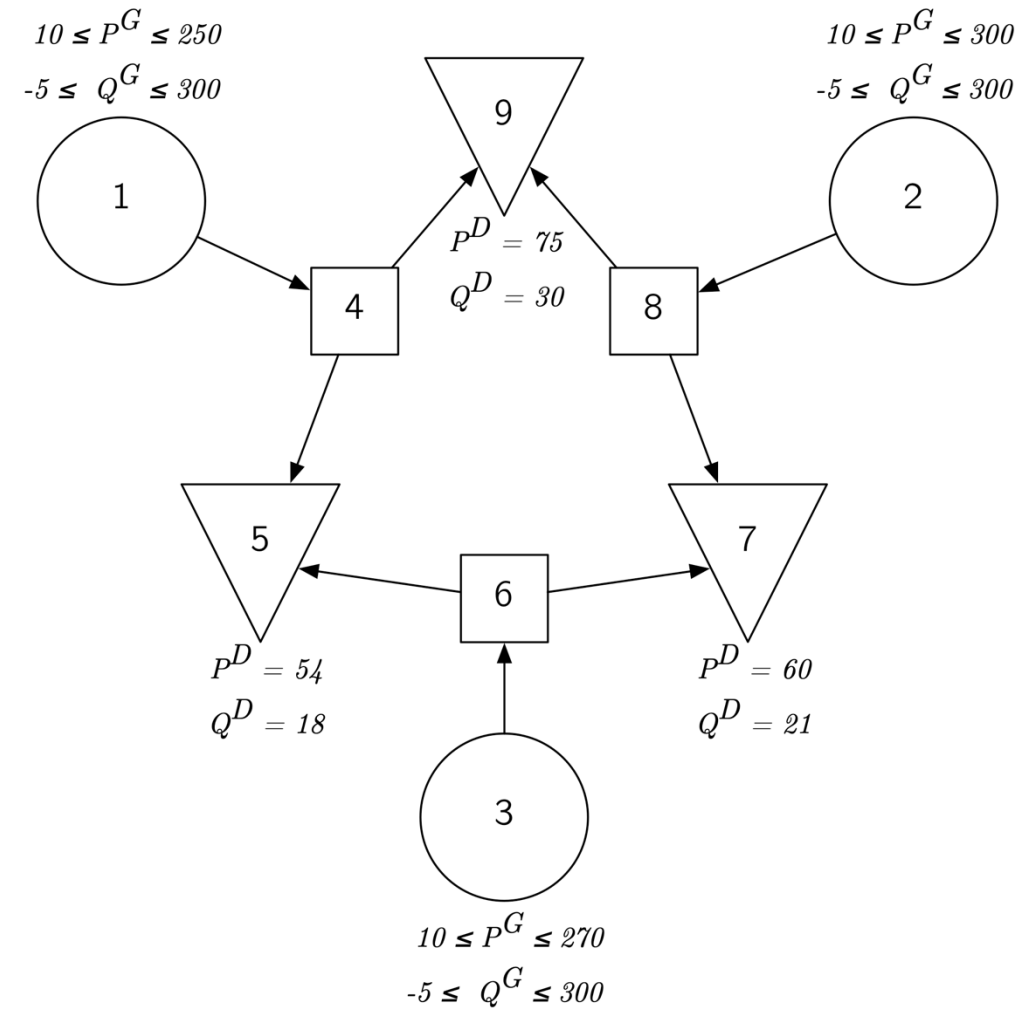 10 ≤ P^G ≤ 250
-5 ≤ Q^G ≤ 300
10 ≤ P^G ≤ 300
-5 ≤ Q^G ≤ 300
9
1
2
P^D = 75
Q^D = 30
4
8
5
7
6
P^D = 54
Q^D = 18
P^D = 60
Q^D = 21
3
10 ≤ P^G ≤ 270
-5 ≤ Q^G ≤ 300